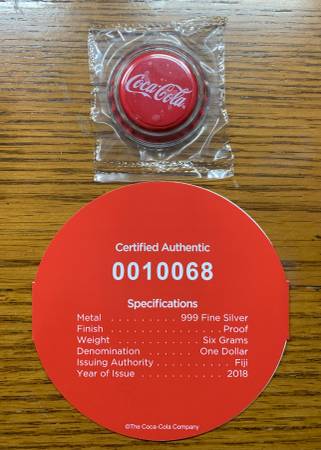 Coca-Cola
Certified Authentic
0010068
Specifications
Metal . . . . . . . . . . . . 999 Fine Silver
Finish . . . . . . . . . . . . . . . . . . Proof
Weight . . . . . . . . . . . . Six Grams
Denomination . . . . . One Dollar
Issuing Authority . . . . . . . . . . . . Fiji
Year of Issue . . . . . . . . . . . . 2018
©The Coca-Cola Company